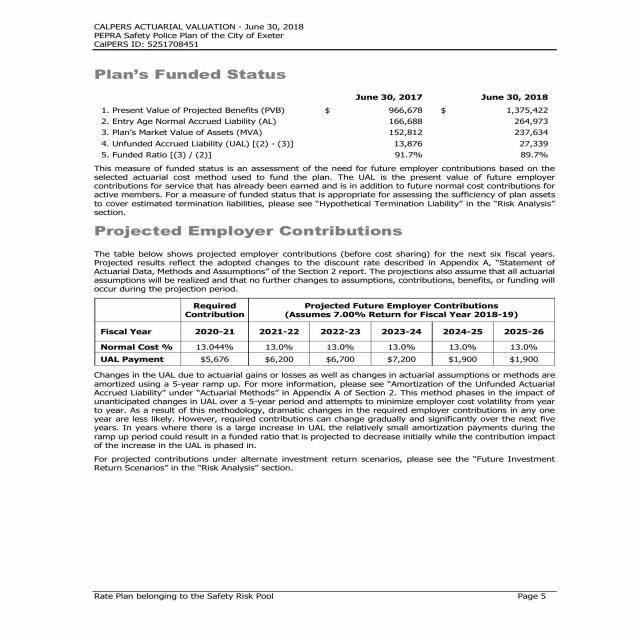 CALPERS ACTUARIAL VALUATION - June 30, 2018
PEPRA Safety Police Plan of the City of Exeter
CalPERS ID: 5251708451
Plan's Funded Status
June 30, 2017 June 30, 2018
1. Present Value of Projected Benefits (PVB) $ 966,678 $ 1,375,422
2. Entry Age Normal Accrued Liability (AL) 166,688 264,973
3. Plan's Market Value of Assets (MVA) 152,812 237,634
4. Unfunded Accrued Liability (UAL) [(2) - (3)] 13,876 27,339
5. Funded Ratio [(3) / (2)] 91.7% 89.7%
This measure of funded status is an assessment of the need for future employer contributions based on the
selected actuarial cost method used to fund the plan. The UAL is the present value of future employer
contributions for service that has already been earned and is in addition to future normal cost contributions for
active members. For a measure of funded status that is appropriate for assessing the sufficiency of plan assets
to cover estimated termination liabilities, please see "Hypothetical Termination Liability" in the "Risk Analysis"
section.
Projected Employer Contributions
The table below shows projected employer contributions (before cost sharing) for the next six fiscal years.
Projected results reflect the adopted changes to the discount rate described in Appendix A, "Statement of
Actuarial Data, Methods and Assumptions" of the Section 2 report. The projections also assume that all actuarial
assumptions will be realized and that no further changes to assumptions, contributions, benefits, or funding will
occur during the projection period.
Required Projected Future Employer Contributions
Contribution (Assumes 7.00% Return for Fiscal Year 2018-19)
Fiscal Year 2020-21 2021-22 2022-23 2023-24 2024-25 2025-26
Normal Cost % 13.044% 13.0% 13.0% 13.0% 13.0% 13.0%
UAL Payment $5,676 $6,200 $6,700 $7,200 $1,900 $1,900
Changes in the UAL due to actuarial gains or losses as well as changes in actuarial assumptions or methods are
amortized using a 5-year ramp up. For more information, please see "Amortization of the Unfunded Actuarial
Accrued Liability" under "Actuarial Methods" in Appendix A of Section 2. This method phases in the impact of
unanticipated changes in UAL over a 5-year period and attempts to minimize employer cost volatility from year
to year. As a result of this methodology, dramatic changes in the required employer contributions in any one
year are less likely. However, required contributions can change gradually and significantly over the next five
years. In years where there is a large increase in UAL the relatively small amortization payments during the
ramp up period could result in a funded ratio that is projected to decrease initially while the contribution impact
of the increase in the UAL is phased in.
For projected contributions under alternate investment return scenarios, please see the "Future Investment
Return Scenarios" in the "Risk Analysis" section.
Rate Plan belonging to the Safety Risk Pool Page 5